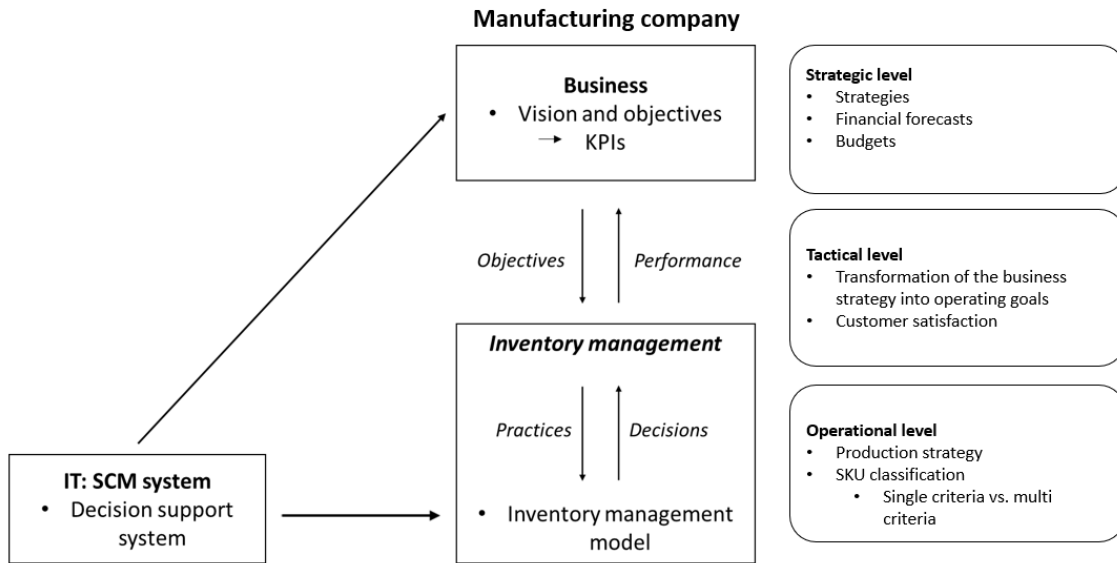 Manufacturing company
Business
• Vision and objectives
→ KPIs
Objectives
Performance
Inventory management
Practices
Decisions
• Inventory management
model
IT: SCM system
• Decision support
system
Strategic level
• Strategies
• Financial forecasts
• Budgets
Tactical level
• Transformation of the business
strategy into operating goals
• Customer satisfaction
Operational level
• Production strategy
• SKU classification
• Single criteria vs. multi
criteria